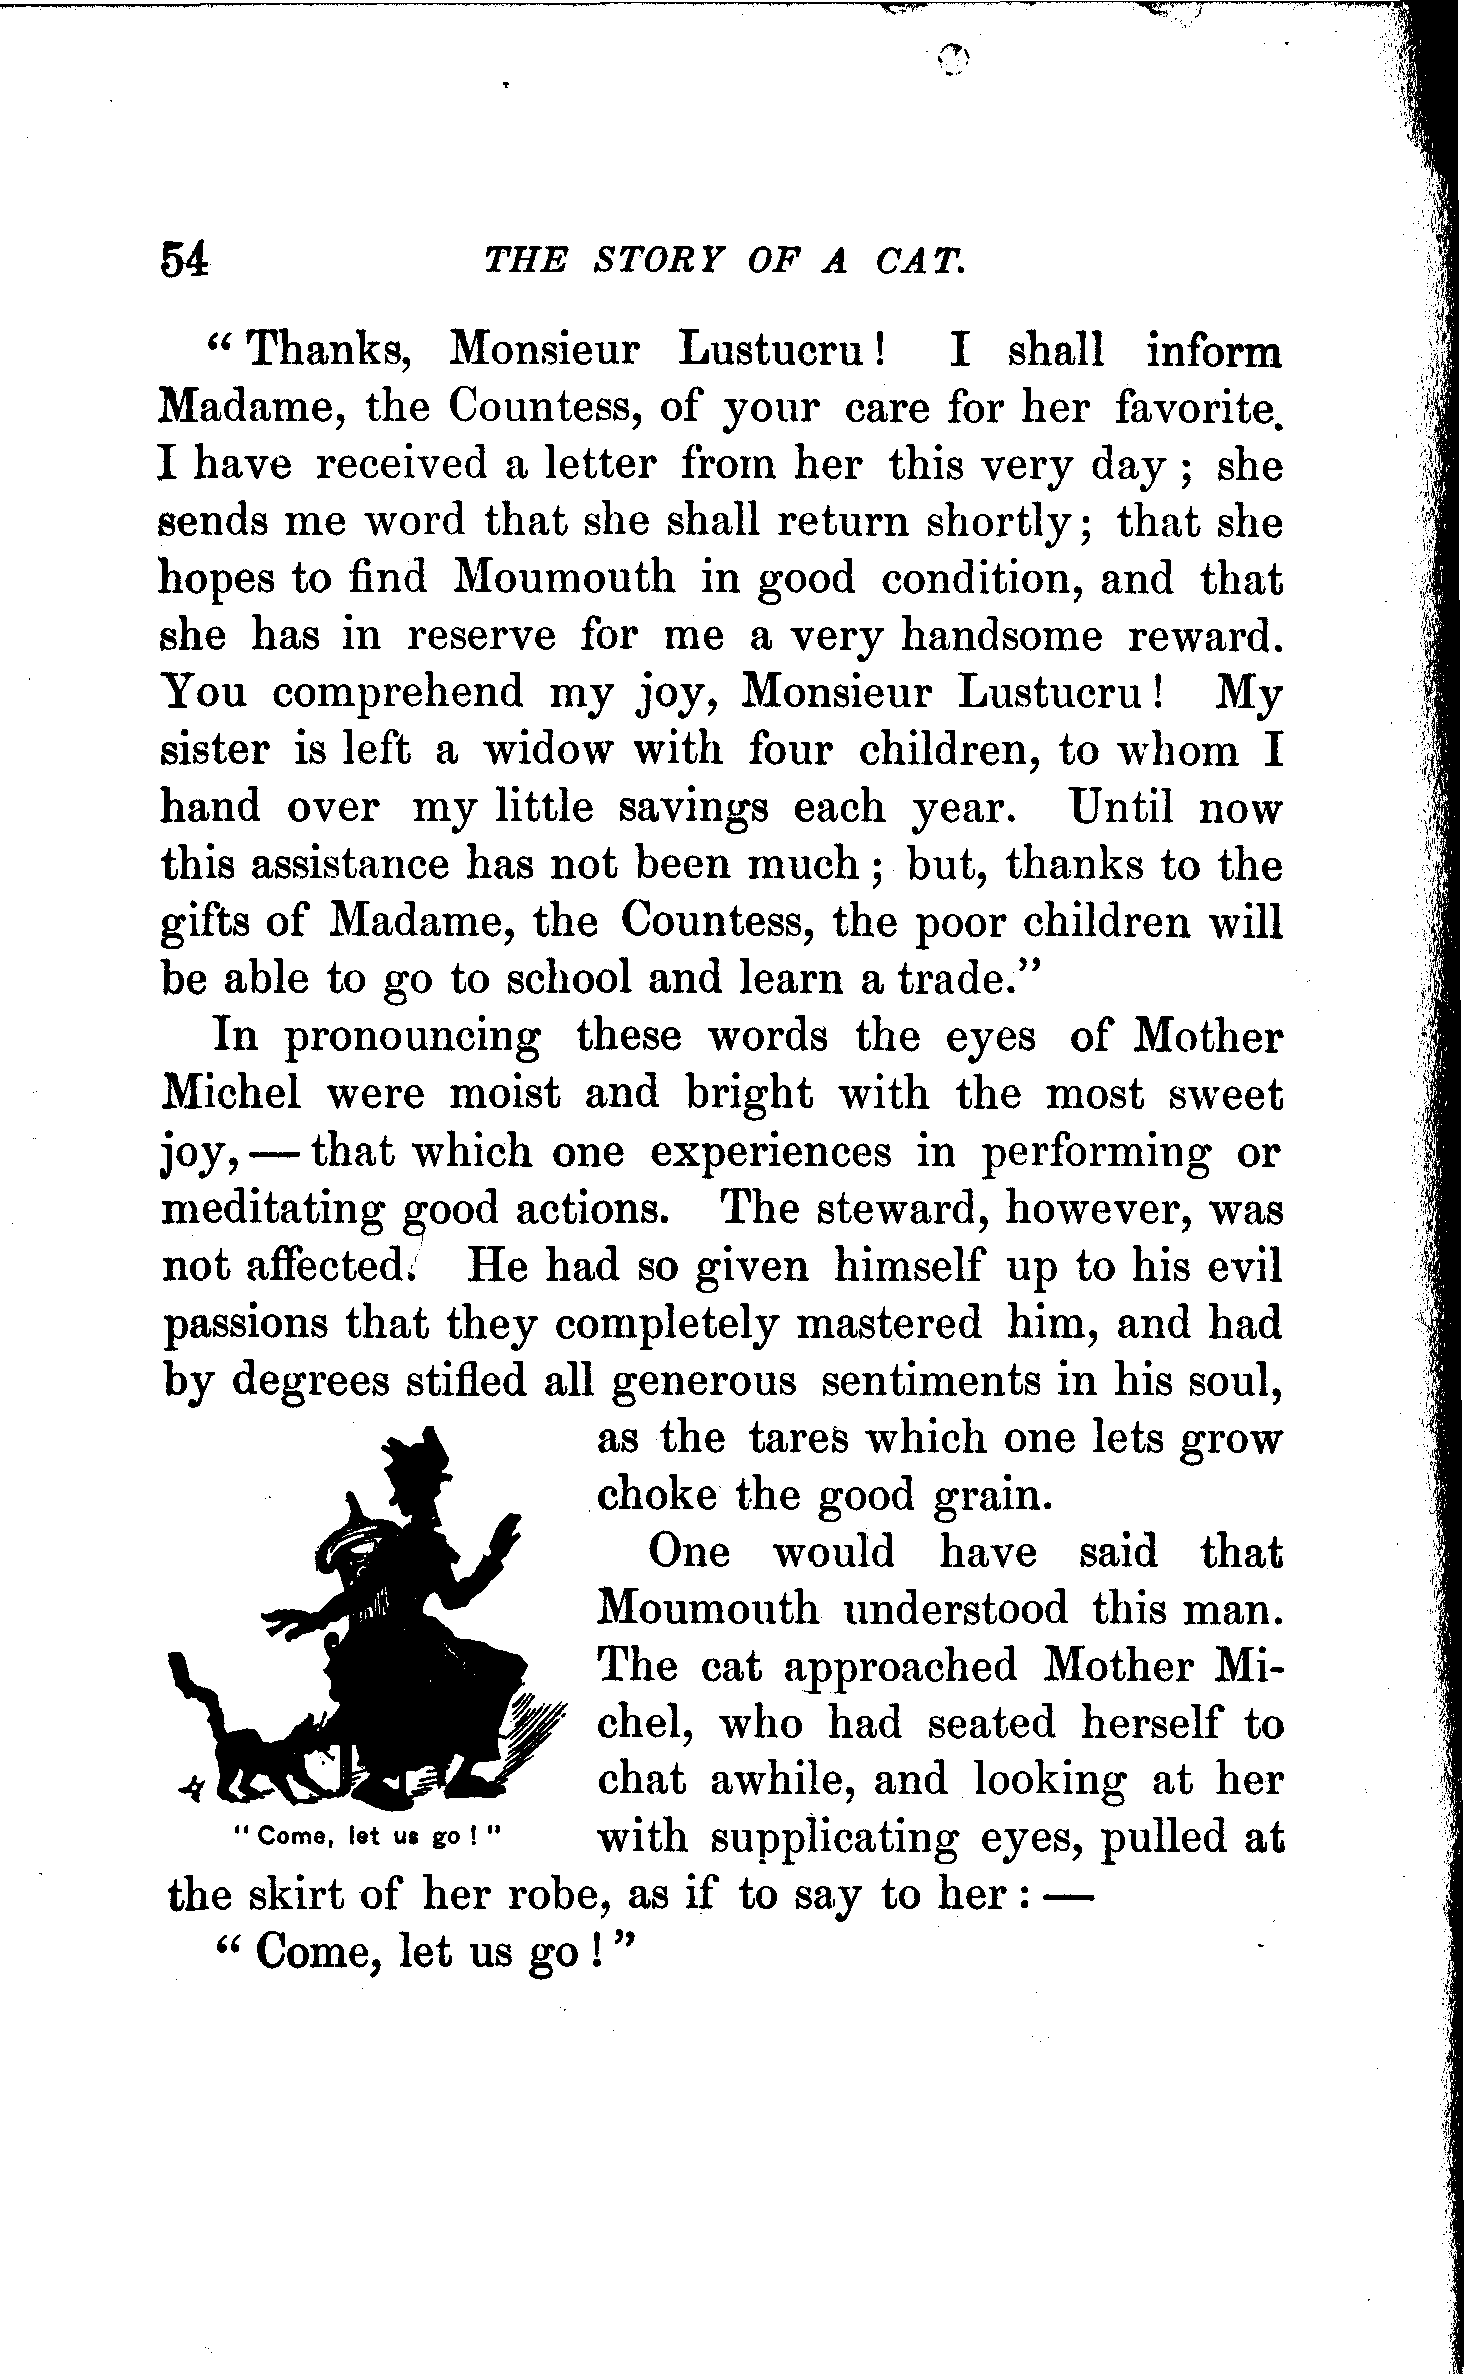 54 THE STORY OF A CAT.
“ Thanks, Monsieur Lustucru ! I shall inform
Madame, the Countess, of your care for her favorite.
I have received a letter from her this very day ; she
sends me word that she shall return shortly ; that she
hopes to find Moumouth in good condition, and that
she has in reserve for me a very handsome reward.
You comprehend my joy, Monsieur Lustucru ! My
sister is left a widow with four children, to whom I
hand over my little savings each year. Until now
this assistance has not been much ; but, thanks to the
gifts of Madame, the Countess, the poor children will
be able to go to school and learn a trade.”
In pronouncing these words the eyes of Mother
Michel were moist and bright with the most sweet
joy, — that which one experiences in performing or
meditating good actions. The steward, however, was
not affected. He had so given himself up to his evil
passions that they completely mastered him, and had
by degrees stifled all generous sentiments in his soul,
as the tares which one lets grow
choke the good grain.
One would have said that
Moumouth understood this man.
The cat approached Mother Mi-
chel, who had seated herself to
chat awhile, and looking at her
with supplicating eyes, pulled at
the skirt of her robe, as if to say to her : —
“ Come, let us go ! ”
" Come, let us go ! "